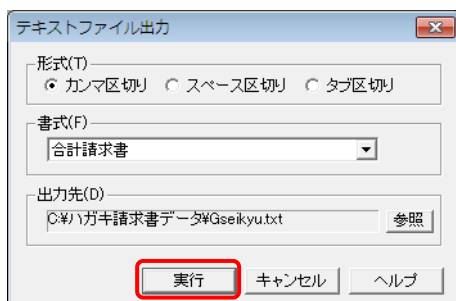 テキストファイル出力
形式(T)
カンマ区切り スペース区切り タブ区切り
書式(F)
合計請求書
出力先(D)
C:¥ハガキ請求書データ¥Gseikyu.txt 参照
実行 キャンセル ヘルプ